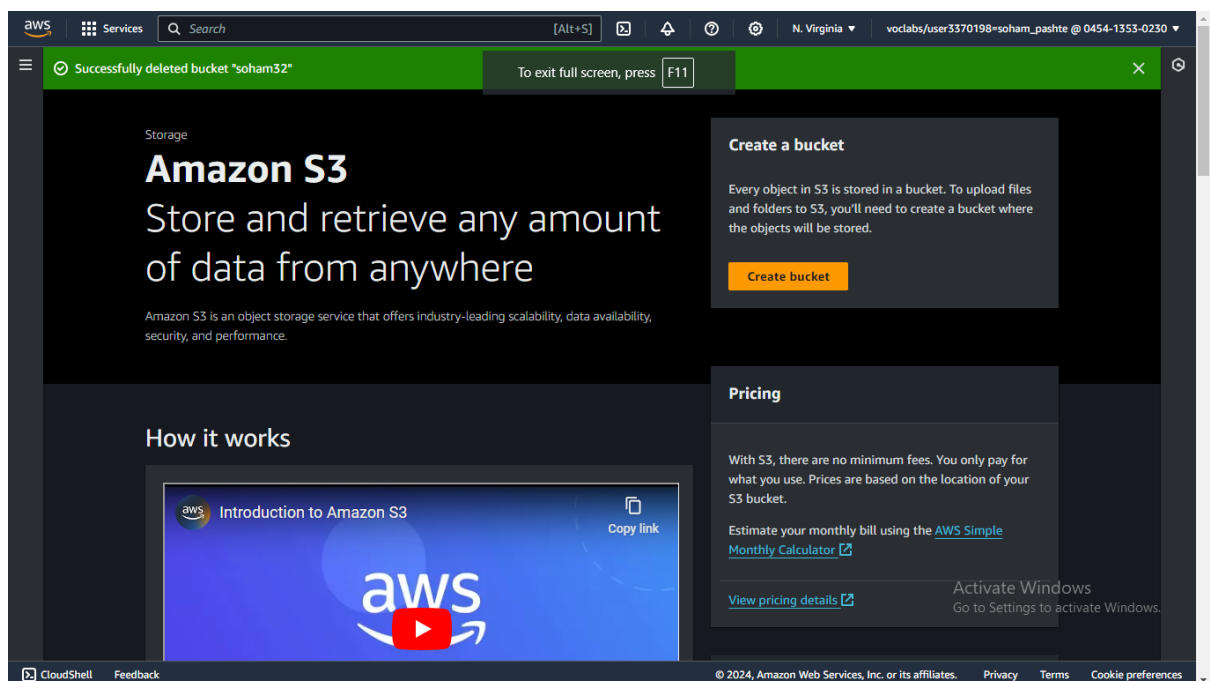 aws
Services
Search
[Alt+S]
N. Virginia ▼
voclabs/user3370198=soham_pashte @ 0454-1353-0230 ▼
Successfully deleted bucket "soham32"
To exit full screen, press F11
Storage
Amazon S3
Store and retrieve any amount
of data from anywhere
Amazon S3 is an object storage service that offers industry-leading scalability, data availability,
security, and performance.
Create a bucket
Every object in S3 is stored in a bucket. To upload files
and folders to S3, you'll need to create a bucket where
the objects will be stored.
Create bucket
How it works
aws
Introduction to Amazon S3
Copy link
aws
Pricing
With S3, there are no minimum fees. You only pay for
what you use. Prices are based on the location of your
S3 bucket.
Estimate your monthly bill using the AWS Simple
Monthly Calculator
View pricing details
Activate Windows
Go to Settings to activate Windows.
CloudShell
Feedback
© 2024, Amazon Web Services, Inc. or its affiliates.
Privacy
Terms
Cookie preferences